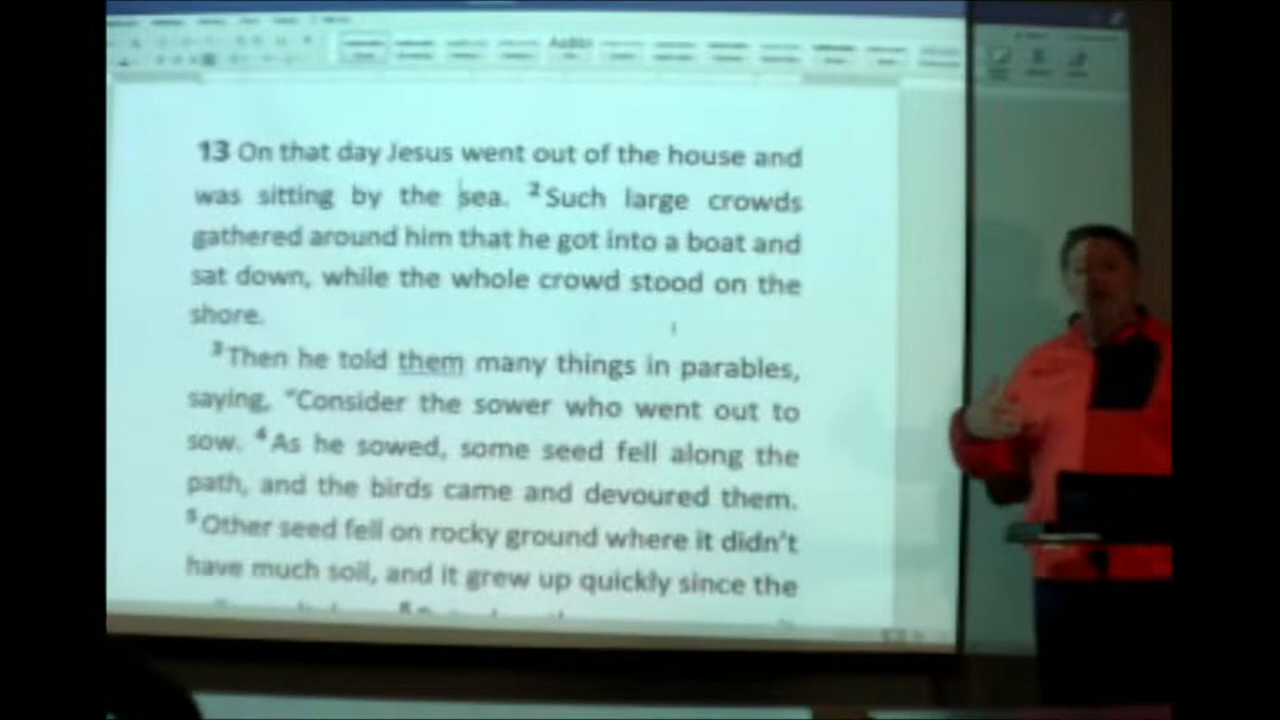 13 On that day Jesus went out of the house and
was sitting by the sea. 2 Such large crowds
gathered around him that he got into a boat and
sat down, while the whole crowd stood on the
shore.
3 Then he told them many things in parables,
saying, “Consider the sower who went out to
sow. 4 As he sowed, some seed fell along the
path, and the birds came and devoured them.
5 Other seed fell on rocky ground where it didn’t
have much soil, and it grew up quickly since the